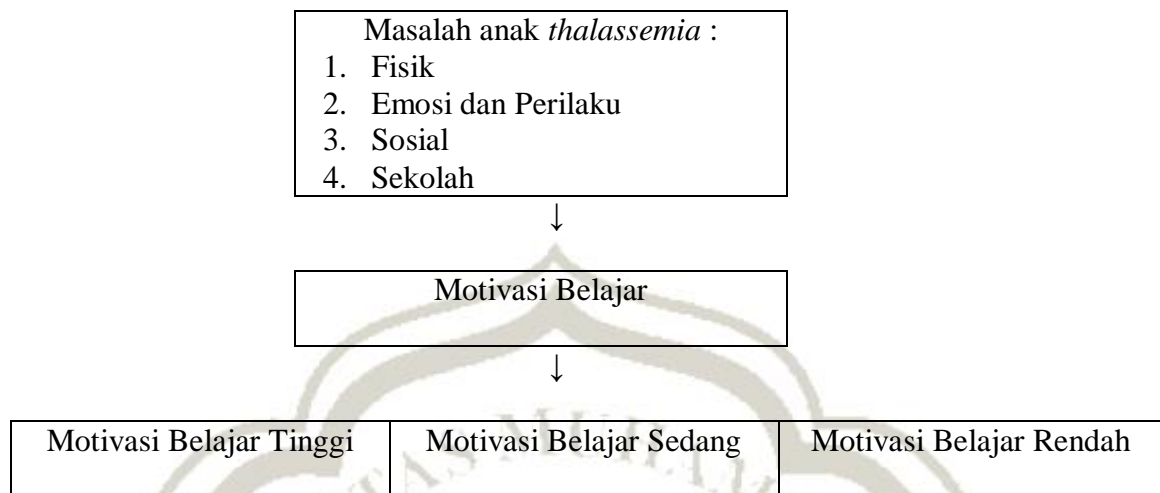 Masalah anak thalassemia :
1. Fisik
2. Emosi dan Perilaku
3. Sosial
4. Sekolah
↓
Motivasi Belajar
↓
Motivasi Belajar Tinggi
Motivasi Belajar Sedang
Motivasi Belajar Rendah